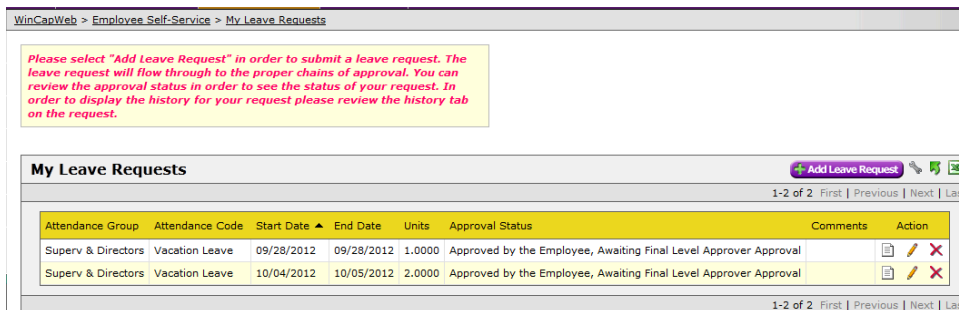 WinCapWeb > Employee Self-Service > My Leave Requests
Please select "Add Leave Request" in order to submit a leave request. The
leave request will flow through to the proper chains of approval. You can
review the approval status in order to see the status of your request. In
order to display the history for your request please review the history tab
on the request.
My Leave Requests
Add Leave Request
1-2 of 2 First | Previous | Next |
Attendance Group Attendance Code Start Date End Date Units Approval Status Comments Action
Superv & Directors Vacation Leave 09/28/2012 09/28/2012 1.0000 Approved by the Employee, Awaiting Final Level Approver Approval
Superv & Directors Vacation Leave 10/04/2012 10/05/2012 2.0000 Approved by the Employee, Awaiting Final Level Approver Approval
1-2 of 2 First | Previous | Next |